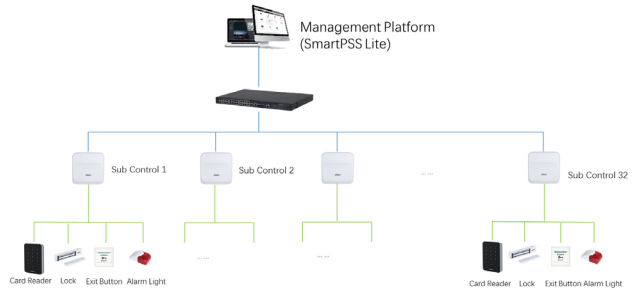 Management Platform
(SmartPSS Lite)
Sub Control 1
Sub Control 2
... ...
Sub Control 32
... ...
... ...
Card Reader Lock Exit Button Alarm Light
Card Reader Lock Exit Button Alarm Light